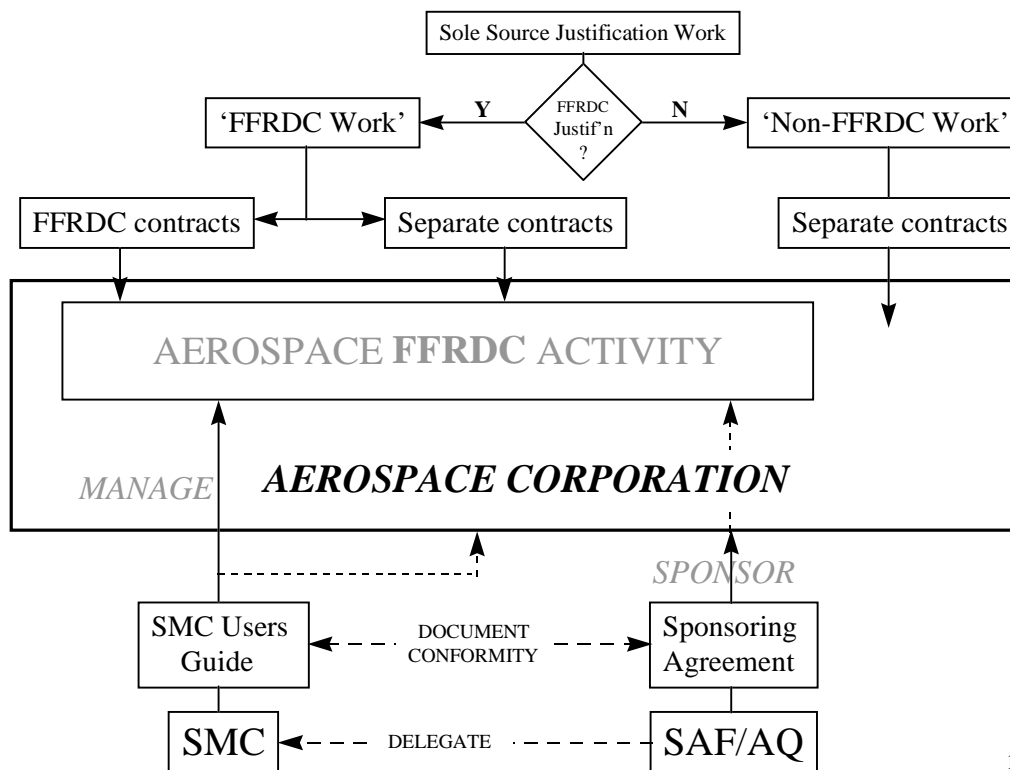 Sole Source Justification Work
FFRDC
Justif’n
?
Y
N
‘FFRDC Work’
‘Non-FFRDC Work’
FFRDC contracts
Separate contracts
Separate contracts
AEROSPACE FFRDC ACTIVITY
MANAGE
AEROSPACE CORPORATION
SPONSOR
SMC Users
Guide
DOCUMENT
CONFORMITY
Sponsoring
Agreement
SMC
DELEGATE
SAF/AQ